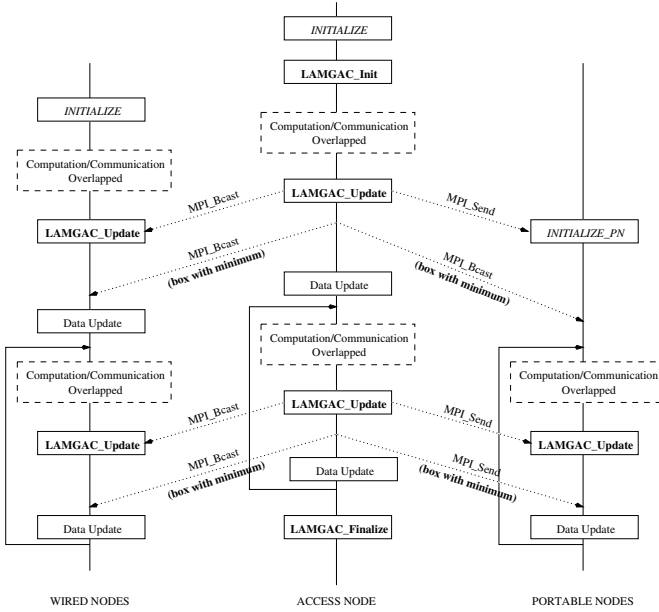 INITIALIZE
LAMGAC_Init
INITIALIZE
Computation/Communication
Overlapped
Computation/Communication
Overlapped
MPI_Bcast
LAMGAC_Update
MPI_Send
LAMGAC_Update
INITIALIZE_PN
MPI_Bcast
(box with minimum)
MPI_Bcast
(box with minimum)
Data Update
Data Update
Computation/Communication
Overlapped
Computation/Communication
Overlapped
Computation/Communication
Overlapped
MPI_Bcast
LAMGAC_Update
MPI_Send
LAMGAC_Update
LAMGAC_Update
MPI_Bcast
(box with minimum)
Data Update
MPI_Send
(box with minimum)
Data Update
LAMGAC_Finalize
Data Update
WIRED NODES
ACCESS NODE
PORTABLE NODES